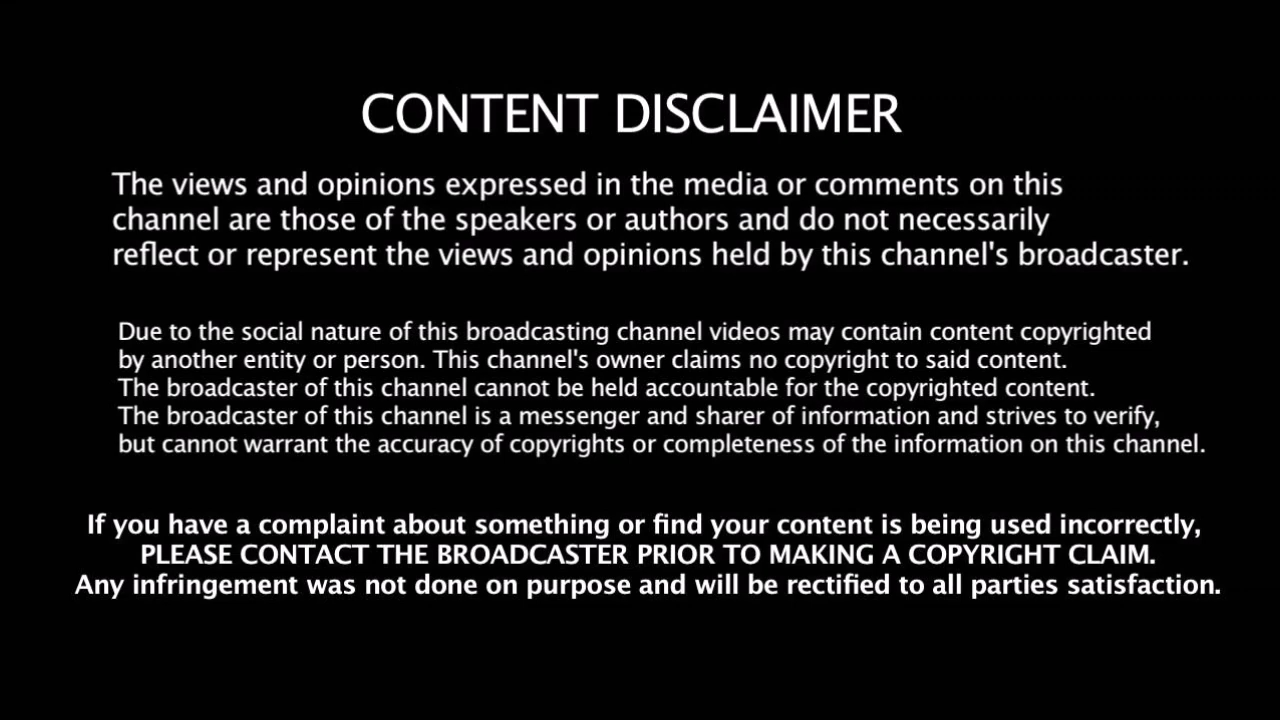 CONTENT DISCLAIMER
The views and opinions expressed in the media or comments on this
channel are those of the speakers or authors and do not necessarily
reflect or represent the views and opinions held by this channel's broadcaster.
Due to the social nature of this broadcasting channel videos may contain content copyrighted
by another entity or person. This channel's owner claims no copyright to said content.
The broadcaster of this channel cannot be held accountable for the copyrighted content.
The broadcaster of this channel is a messenger and sharer of information and strives to verify,
but cannot warrant the accuracy of copyrights or completeness of the information on this channel.
If you have a complaint about something or find your content is being used incorrectly,
PLEASE CONTACT THE BROADCASTER PRIOR TO MAKING A COPYRIGHT CLAIM.
Any infringement was not done on purpose and will be rectified to all parties satisfaction.